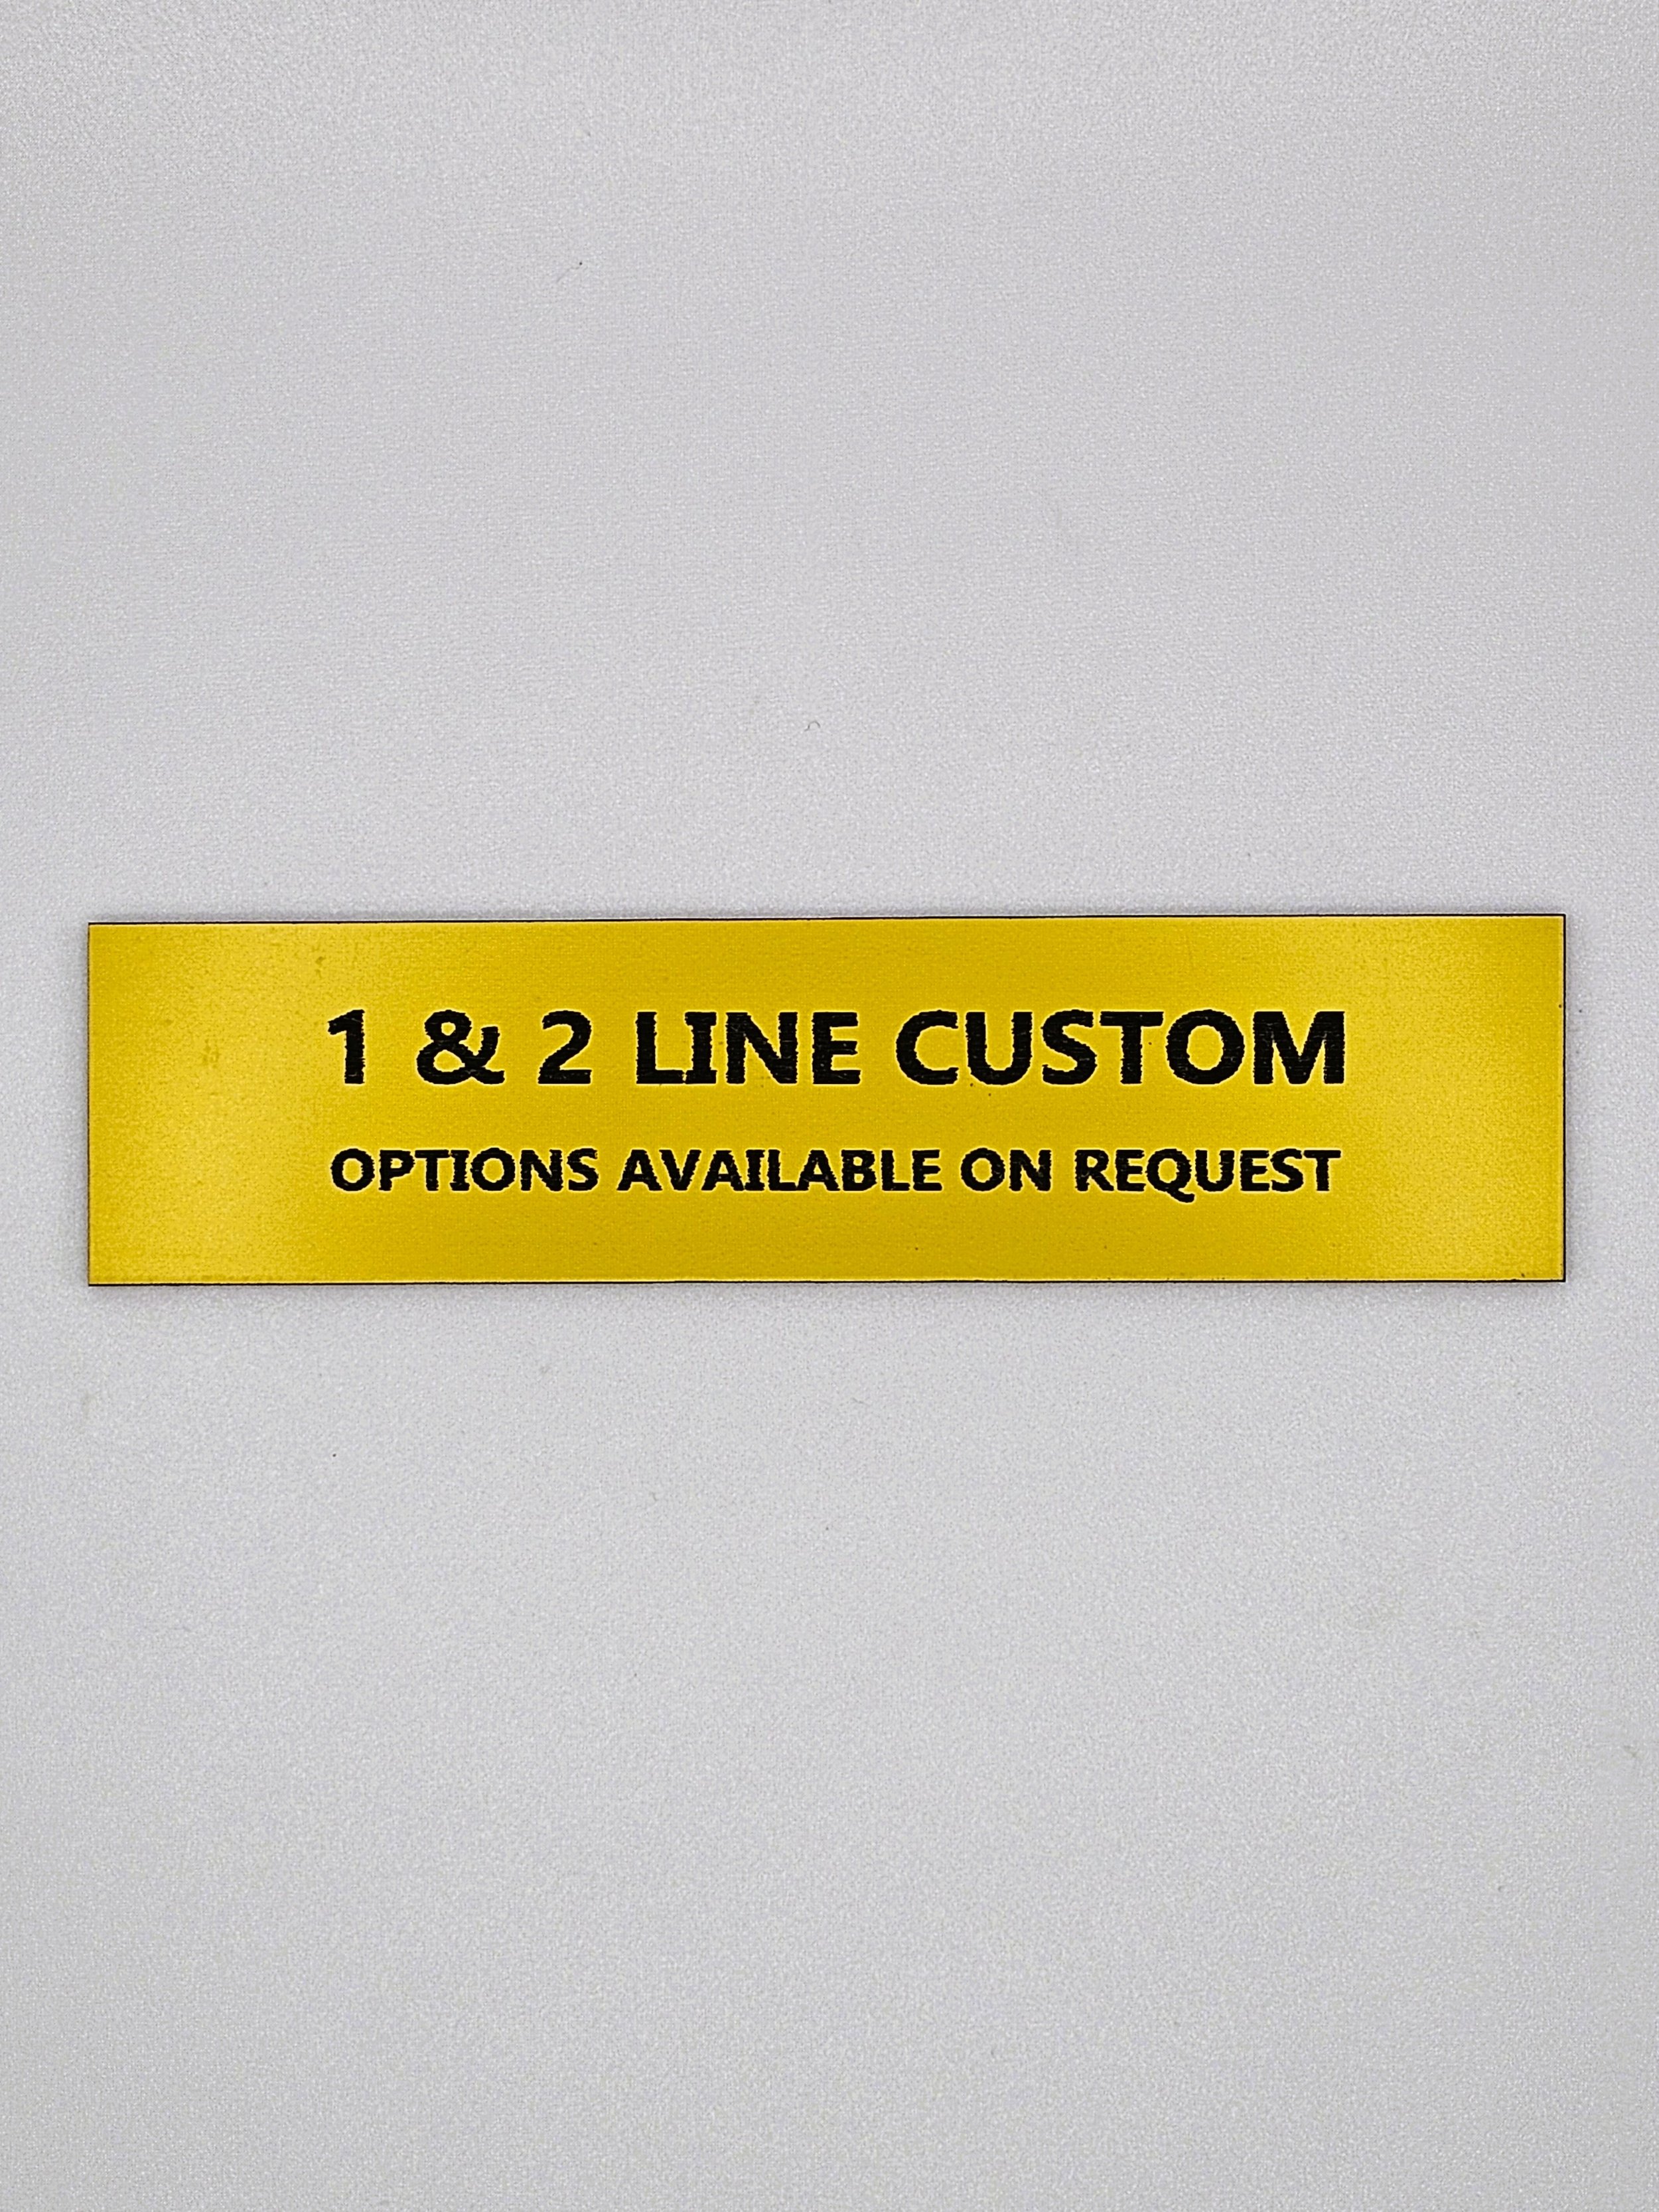 1 & 2 LINE CUSTOM
OPTIONS AVAILABLE ON REQUEST